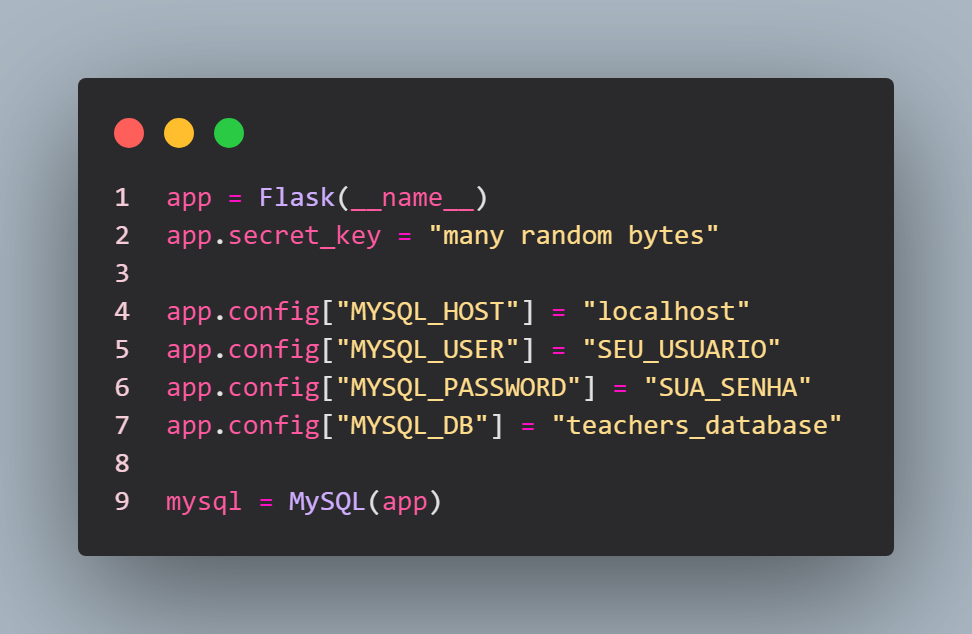 1 app = Flask(__name__)
2 app.secret_key = "many random bytes"
3
4 app.config["MYSQL_HOST"] = "localhost"
5 app.config["MYSQL_USER"] = "SEU_USUARIO"
6 app.config["MYSQL_PASSWORD"] = "SUA_SENHA"
7 app.config["MYSQL_DB"] = "teachers_database"
8
9 mysql = MySQL(app)